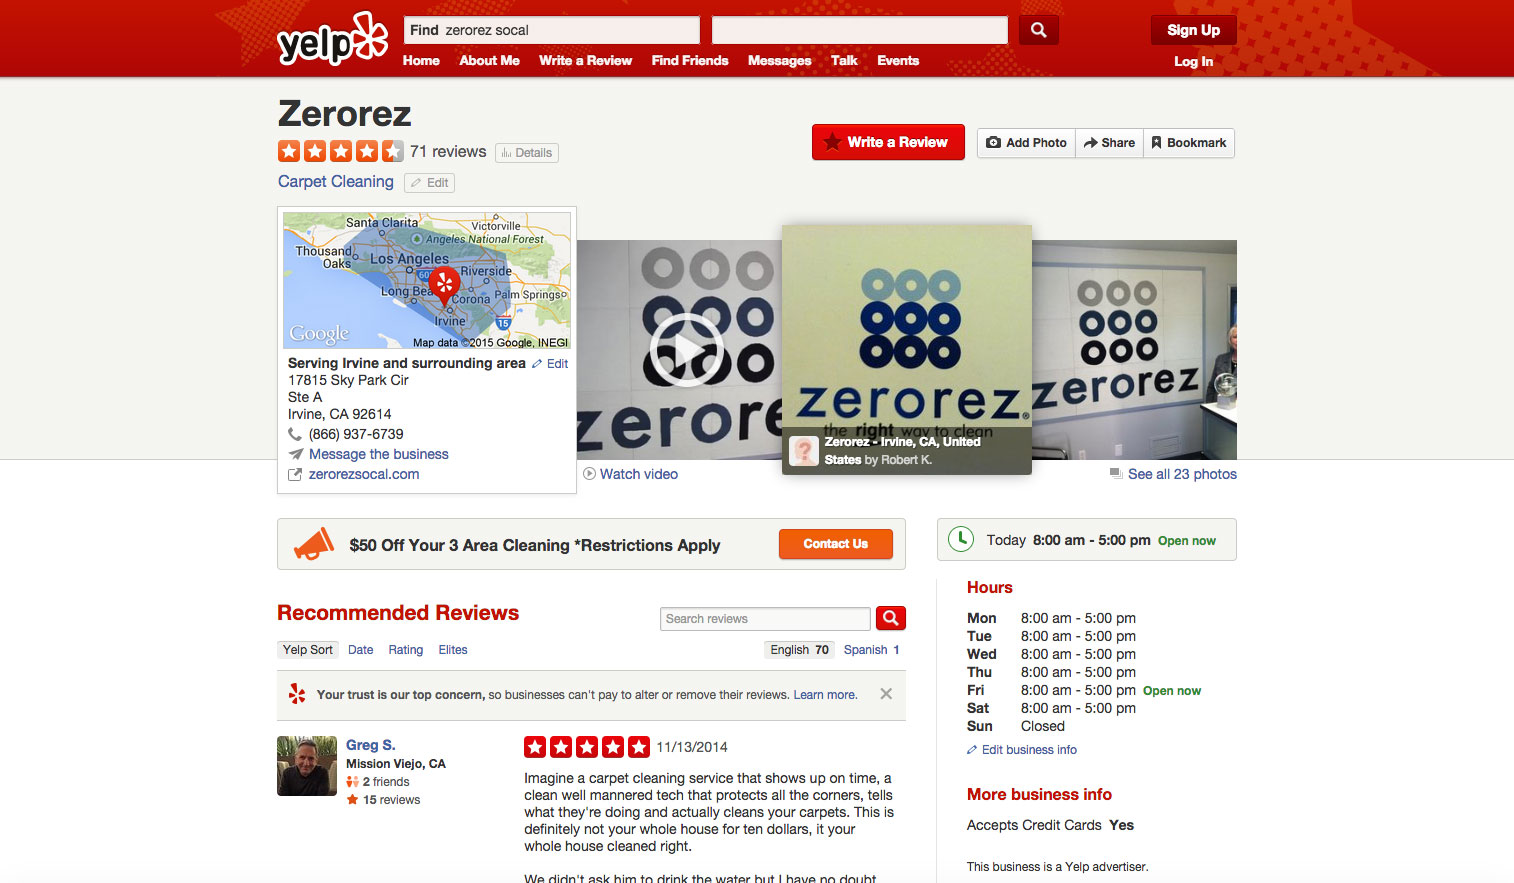 yelp
Find zerorez socal
Sign Up
Home About Me Write a Review Find Friends Messages Talk Events
Log In
Zerorez
71 reviews Details
Write a Review Add Photo Share Bookmark
Carpet Cleaning Edit
Santa Clarita
Victorville
Angeles National Forest
Thousand Oaks
Los Angeles
Riverside
Long Bea
Corona
Palm Springs
Irvine
15
Google
Map data ©2015 Google, INEGI
Serving Irvine and surrounding area Edit
17815 Sky Park Cir
Ste A
Irvine, CA 92614
(866) 937-6739
Message the business
zerorezsocal.com
zerore
zerorez®
the right way to clean
Zerorez - Irvine, CA, United
States by Robert K.
zerorez
Watch video
See all 23 photos
$50 Off Your 3 Area Cleaning *Restrictions Apply
Contact Us
Today 8:00 am - 5:00 pm Open now
Recommended Reviews
Search reviews
Yelp Sort Date Rating Elites
English 70 Spanish 1
Your trust is our top concern, so businesses can't pay to alter or remove their reviews. Learn more.
Greg S.
Mission Viejo, CA
2 friends
15 reviews
11/13/2014
Imagine a carpet cleaning service that shows up on time, a
clean well mannered tech that protects all the corners, tells
what they're doing and actually cleans your carpets. This is
definitely not your whole house for ten dollars, it your
whole house cleaned right.
We didn't ask him to drink the water but I have no doubt
Hours
Mon 8:00 am - 5:00 pm
Tue 8:00 am - 5:00 pm
Wed 8:00 am - 5:00 pm
Thu 8:00 am - 5:00 pm
Fri 8:00 am - 5:00 pm Open now
Sat 8:00 am - 5:00 pm
Sun Closed
Edit business info
More business info
Accepts Credit Cards Yes
This business is a Yelp advertiser.